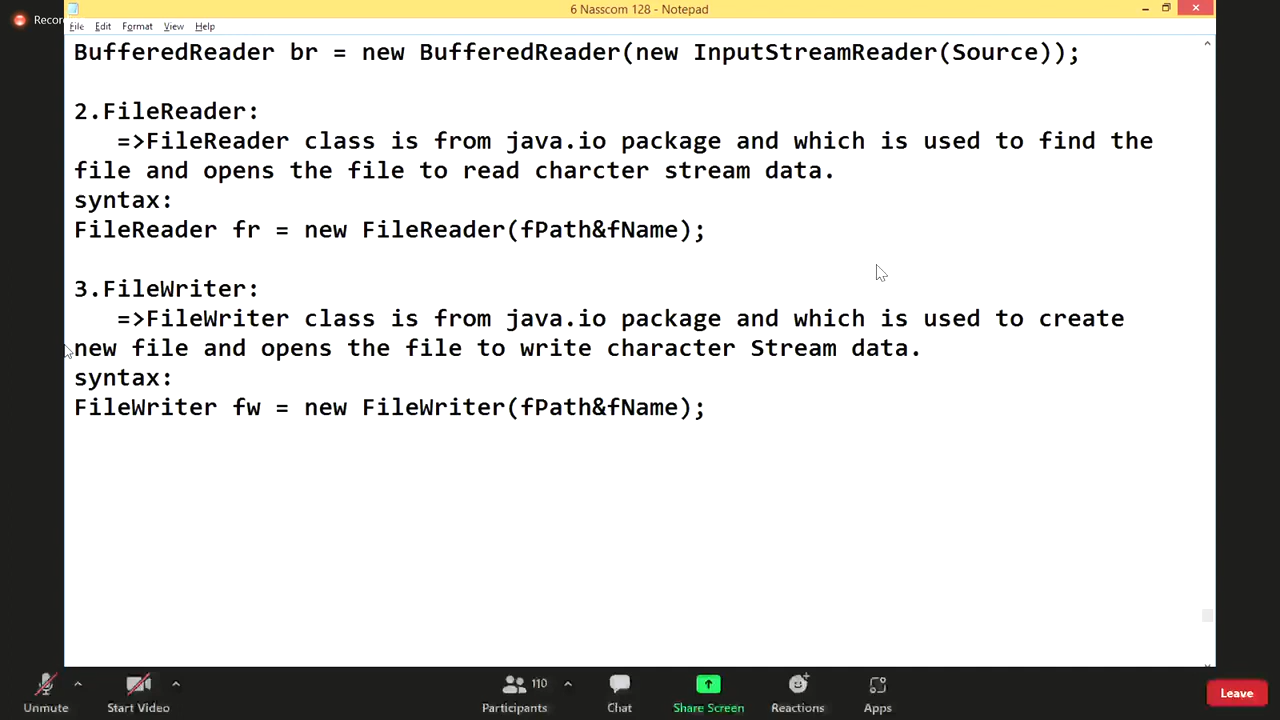 Recor
6 Nasscom 128 - Notepad
File Edit Format View Help
BufferedReader br = new BufferedReader(new InputStreamReader(Source));
2.FileReader:
=>FileReader class is from java.io package and which is used to find the
file and opens the file to read charcter stream data.
syntax:
FileReader fr = new FileReader(fPath&fName);
3.FileWriter:
=>FileWriter class is from java.io package and which is used to create
new file and opens the file to write character Stream data.
syntax:
FileWriter fw = new FileWriter(fPath&fName);
110
Unmute Start Video Participants Chat Share Screen Reactions Apps Leave